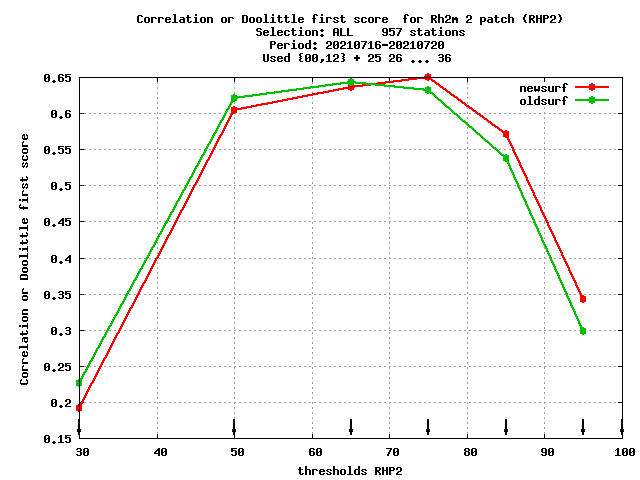 Correlation or Doolittle first score  for Rh2m 2 patch (RHP2)
Selection: ALL    957 stations
Period: 20210716-20210720
Used {00,12} + 25 26 ... 36
newsurf
oldsurf
Correlation or Doolittle first score
0.65
0.6
0.55
0.5
0.45
0.4
0.35
0.3
0.25
0.2
0.15
30 40 50 60 70 80 90 100
thresholds RHP2